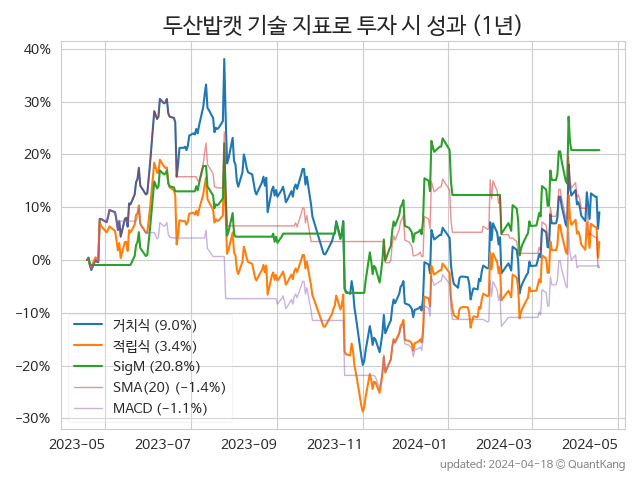 두산밥캣 기술 지표로 투자 시 성과 (1년)
40%
30%
20%
10%
0%
−10%
−20%
−30%
거치식 (9.0%)
적립식 (3.4%)
SigM (20.8%)
SMA(20) (−1.4%)
MACD (−1.1%)
2023-05 2023-07 2023-09 2023-11 2024-01 2024-03 2024-05
updated: 2024-04-18 ⓒ QuantKang